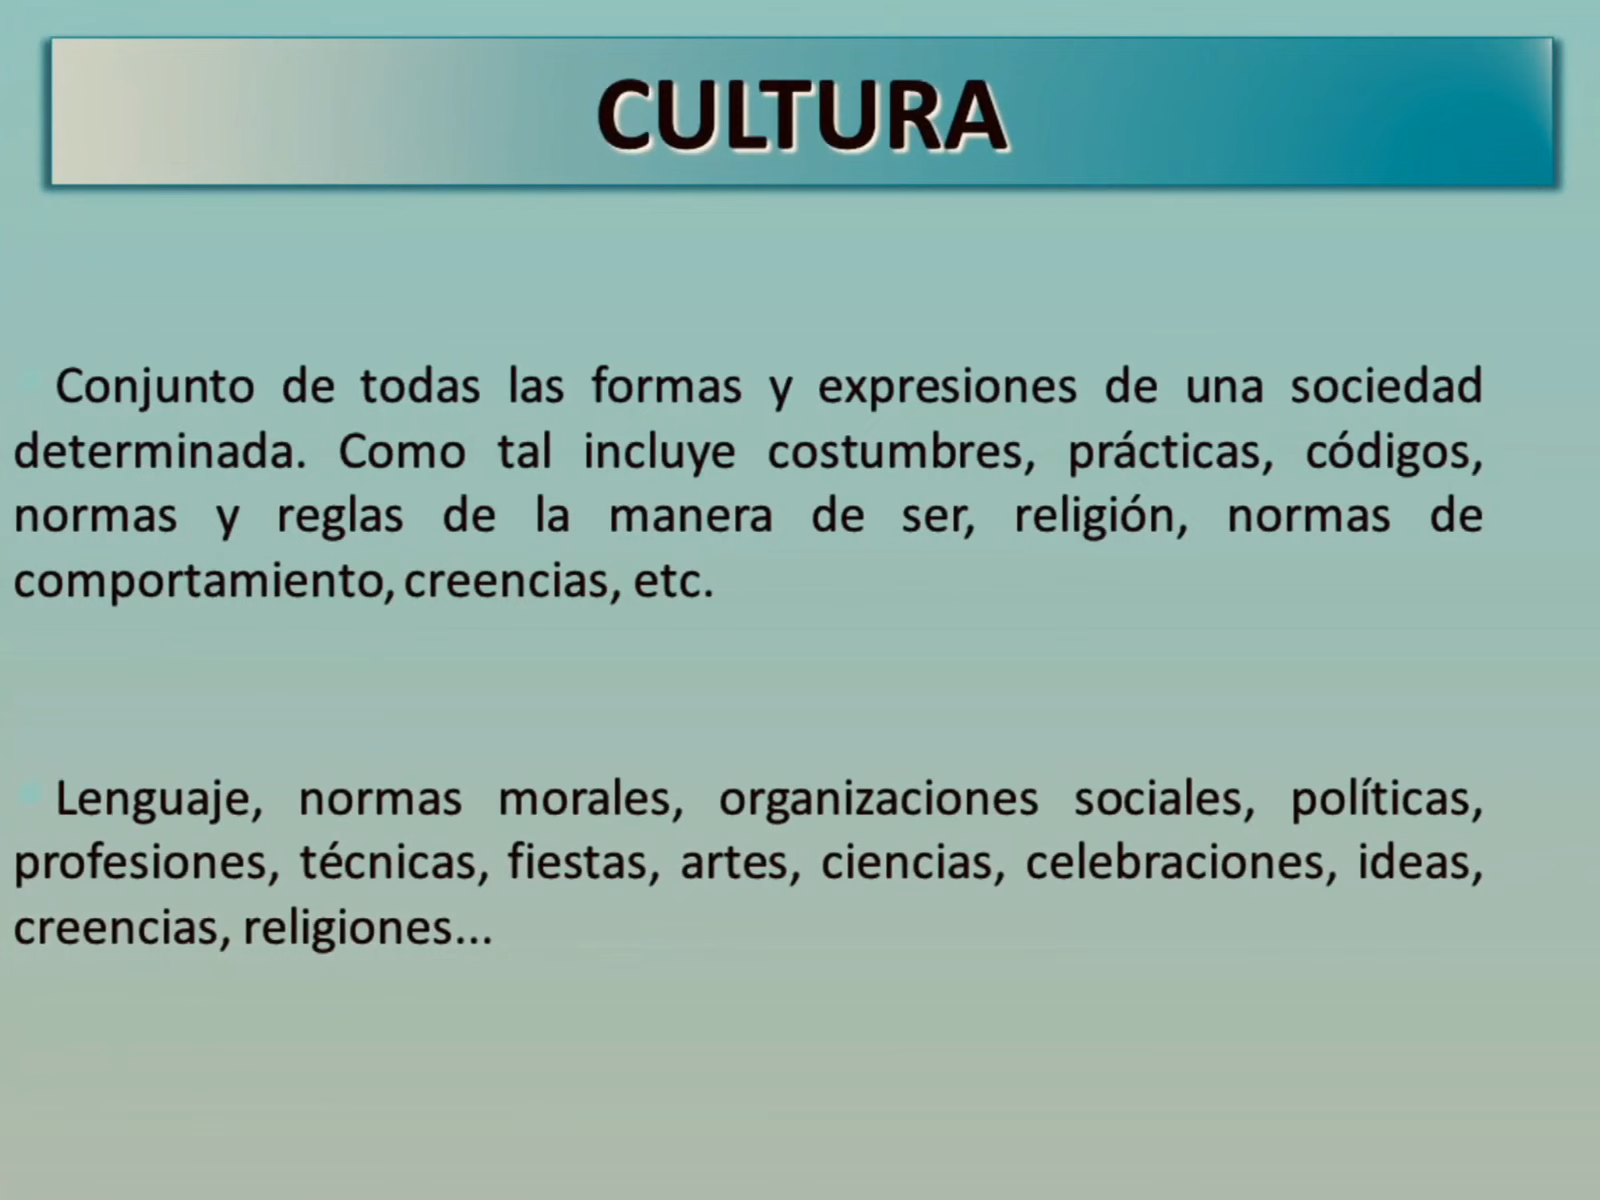 CULTURA
Conjunto de todas las formas y expresiones de una sociedad
determinada. Como tal incluye costumbres, prácticas, códigos,
normas y reglas de la manera de ser, religión, normas de
comportamiento, creencias, etc.
Lenguaje, normas morales, organizaciones sociales, políticas,
profesiones, técnicas, fiestas, artes, ciencias, celebraciones, ideas,
creencias, religiones...